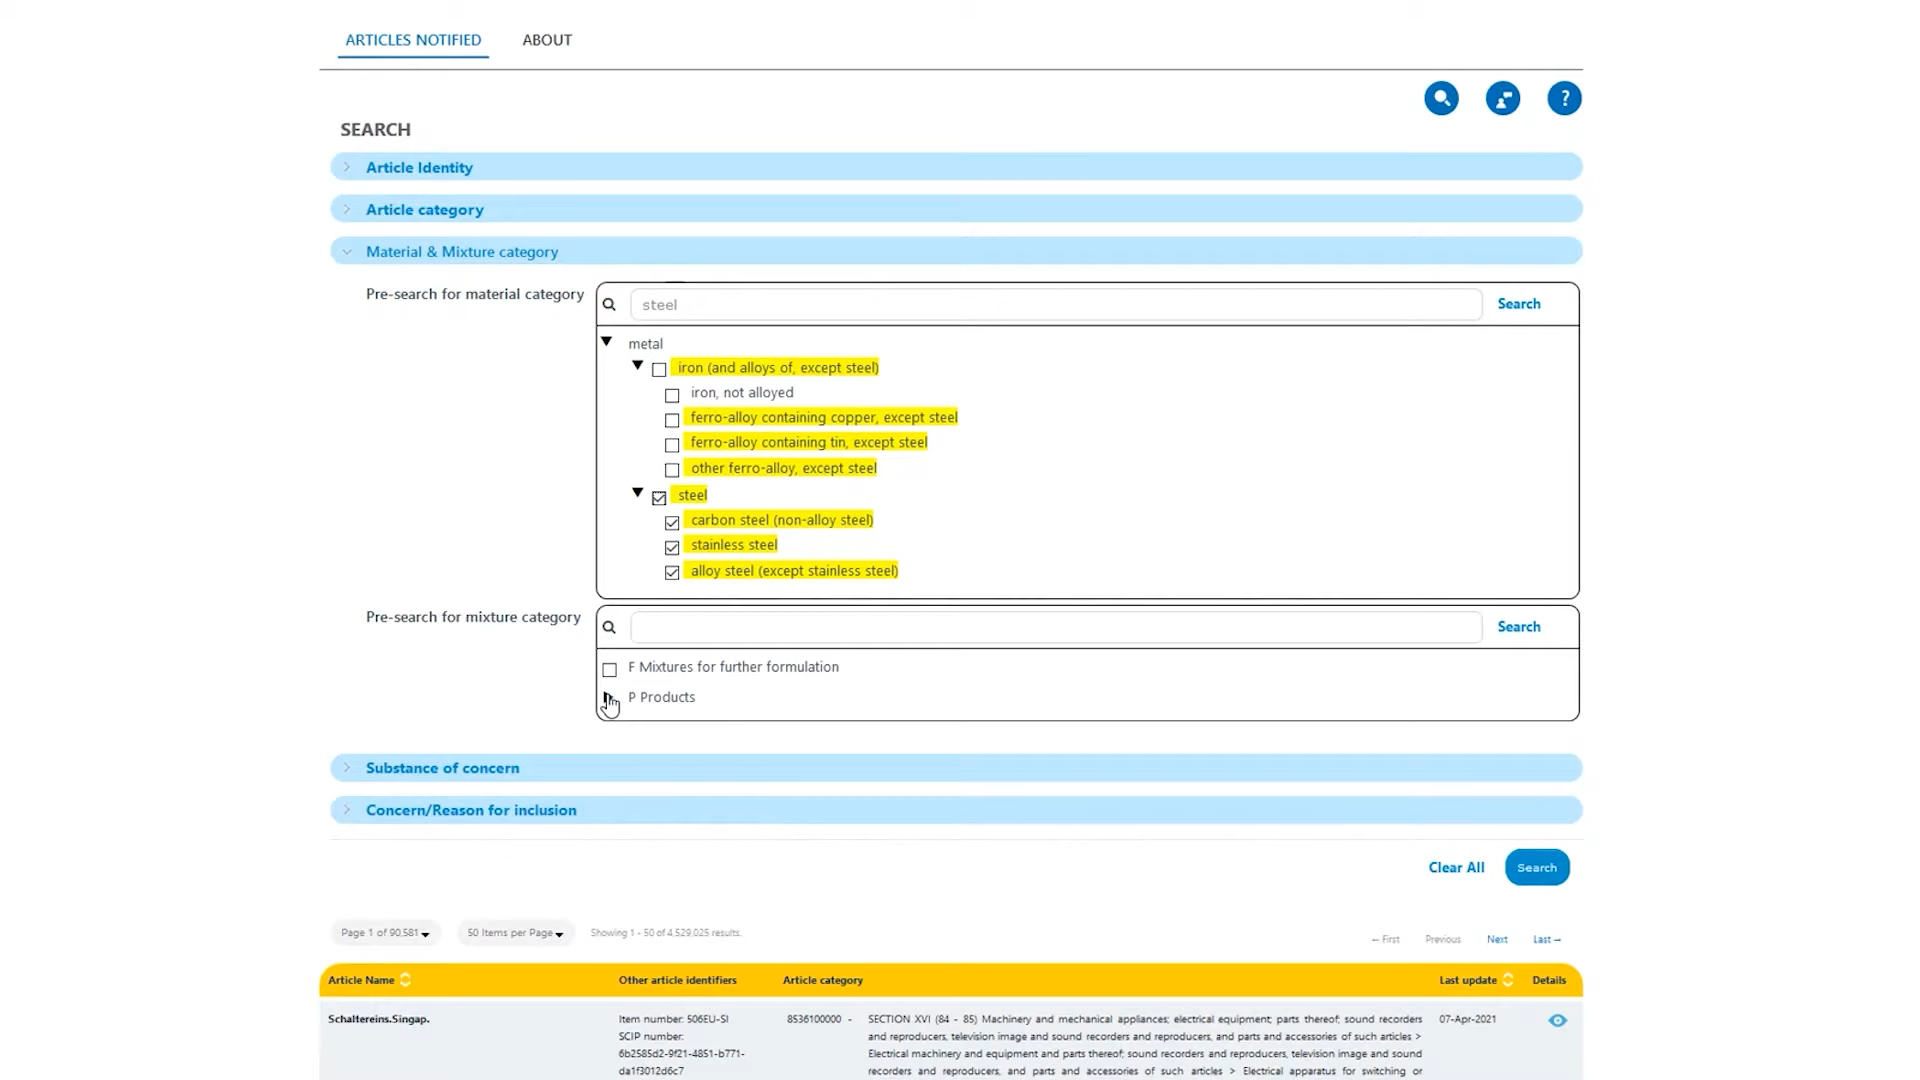 ARTICLES NOTIFIED ABOUT
?
SEARCH
Article Identity
Article category
Material & Mixture category
Pre-search for material category
steel
Search
metal
iron (and alloys of, except steel)
iron, not alloyed
ferro-alloy containing copper, except steel
ferro-alloy containing tin, except steel
other ferro-alloy, except steel
steel
carbon steel (non-alloy steel)
stainless steel
alloy steel (except stainless steel)
Pre-search for mixture category
Search
F Mixtures for further formulation
P Products
Substance of concern
Concern/Reason for inclusion
Clear All Search
Page 1 of 90,581 50 Items per Page Showing 1 - 50 of 4,529,025 results. ← First Previous Next Last →
Article Name Other article identifiers Article category Last update Details
Schaltereins.Singap. Item number: 506EU-SI 8536100000 - SECTION XVI (84 - 85) Machinery and mechanical appliances; electrical equipment; parts thereof; sound recorders 07-Apr-2021
SCIP number: and reproducers, television image and sound recorders and reproducers, and parts and accessories of such articles >
6b2585d2-9f21-4851-b771- Electrical machinery and equipment and parts thereof; sound recorders and reproducers, television image and sound
da1f3012d6c7 recorders and reproducers, and parts and accessories of such articles > Electrical apparatus for switching or